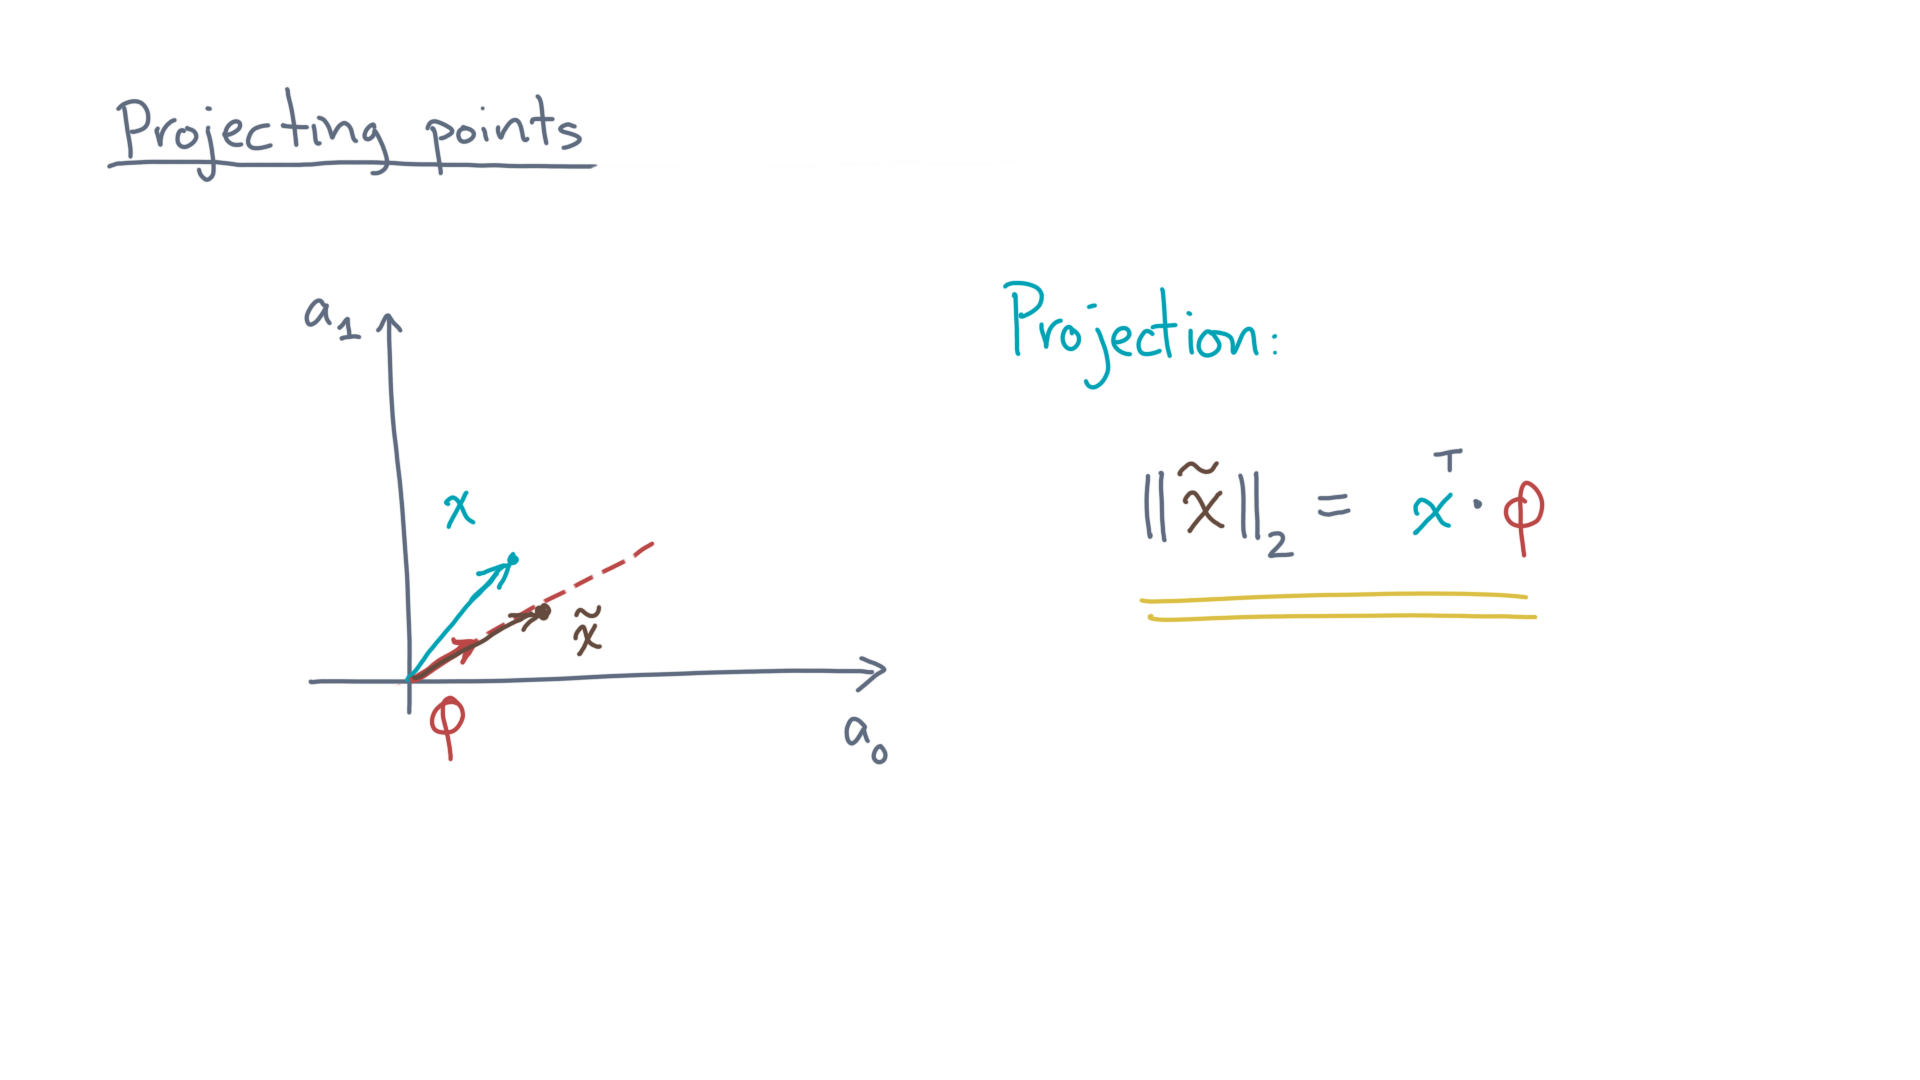 Projecting points
a₁
Projection:
x
‖x̃‖₂ = xᵀ · φ
x̃
φ
a₀